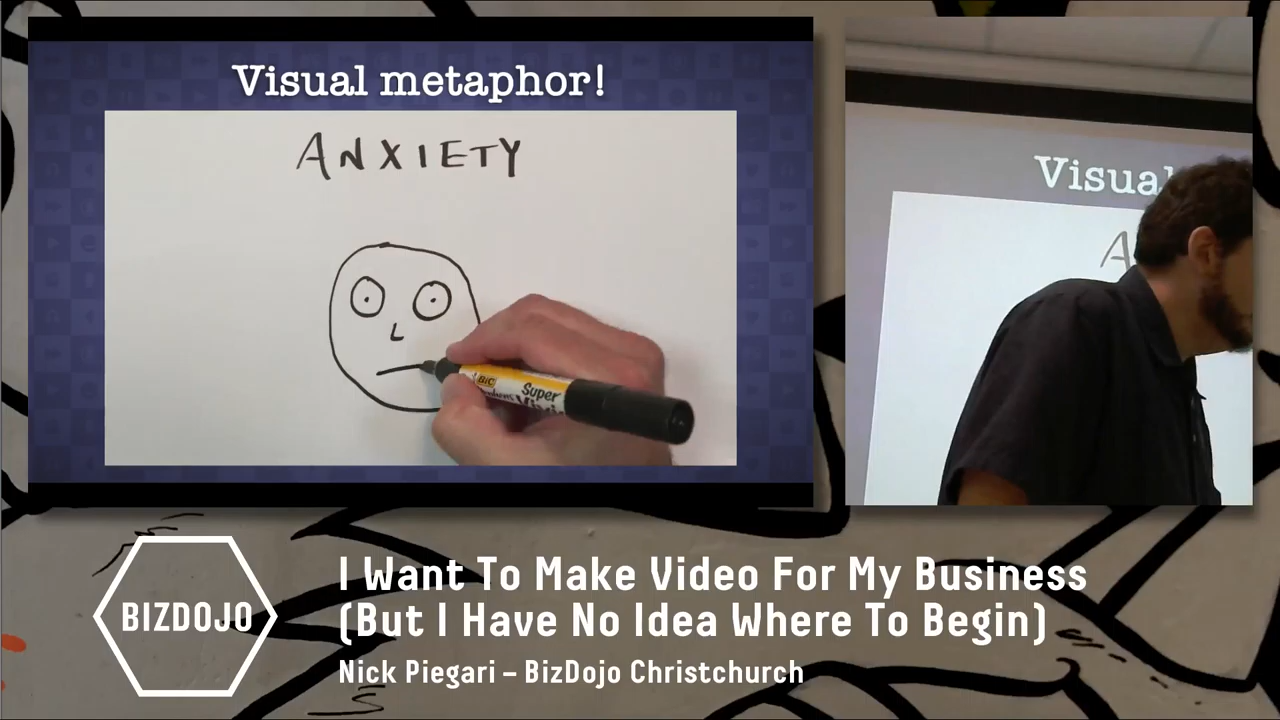 Visual metaphor!
ANXIETY
BIC
Super
Visual
A
BIZDOJO
I Want To Make Video For My Business
(But I Have No Idea Where To Begin)
Nick Piegari – BizDojo Christchurch